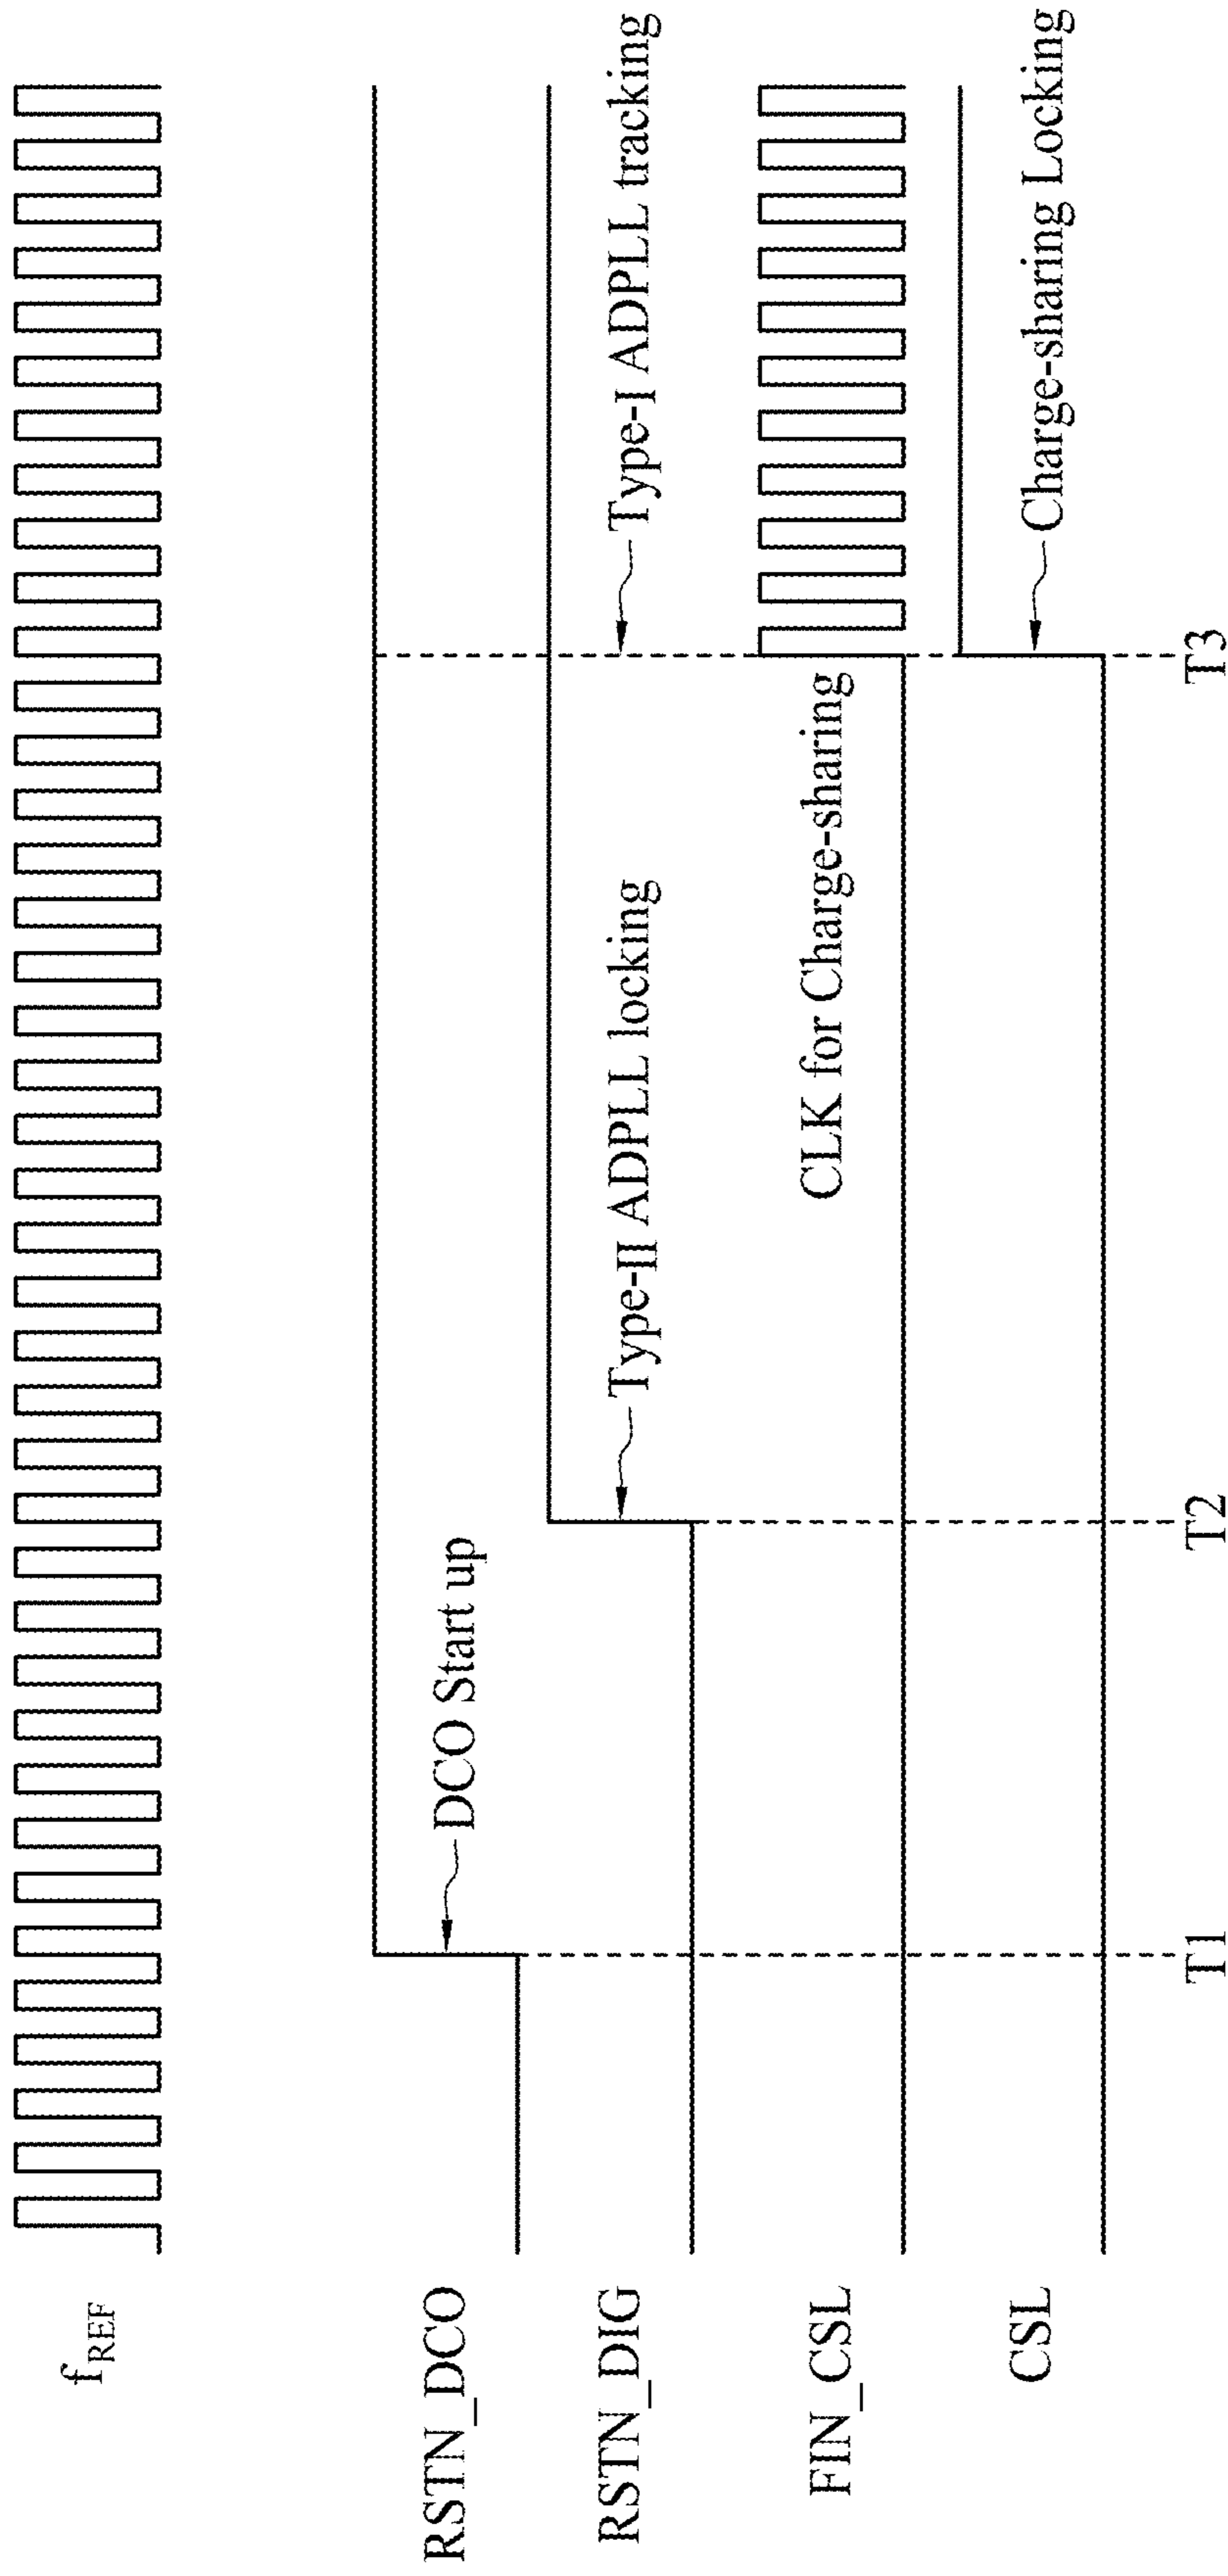 f_REF
RSTN_DCO
DCO Start up
RSTN_DIG
Type-II ADPLL locking
Type-I ADPLL tracking
FIN_CSL
CLK for Charge-sharing
CSL
Charge-sharing Locking
T1
T2
T3